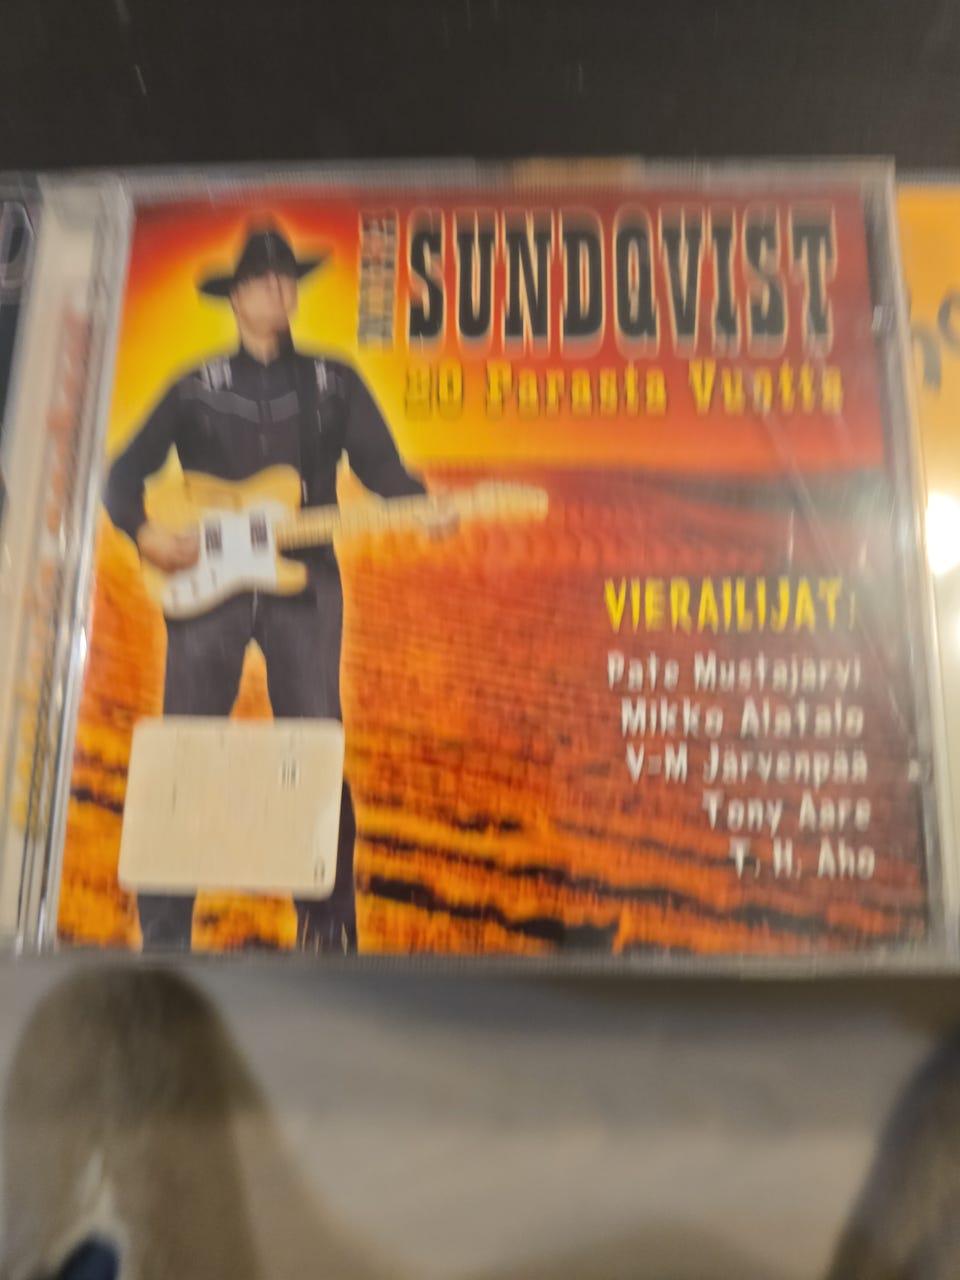 SUNDQVIST
20 Parasta Vuotta
VIERAILIJAT:
Pate Mustajärvi
Mikko Alatalo
V-M Järvenpää
Tony Aare
T. H. Aho